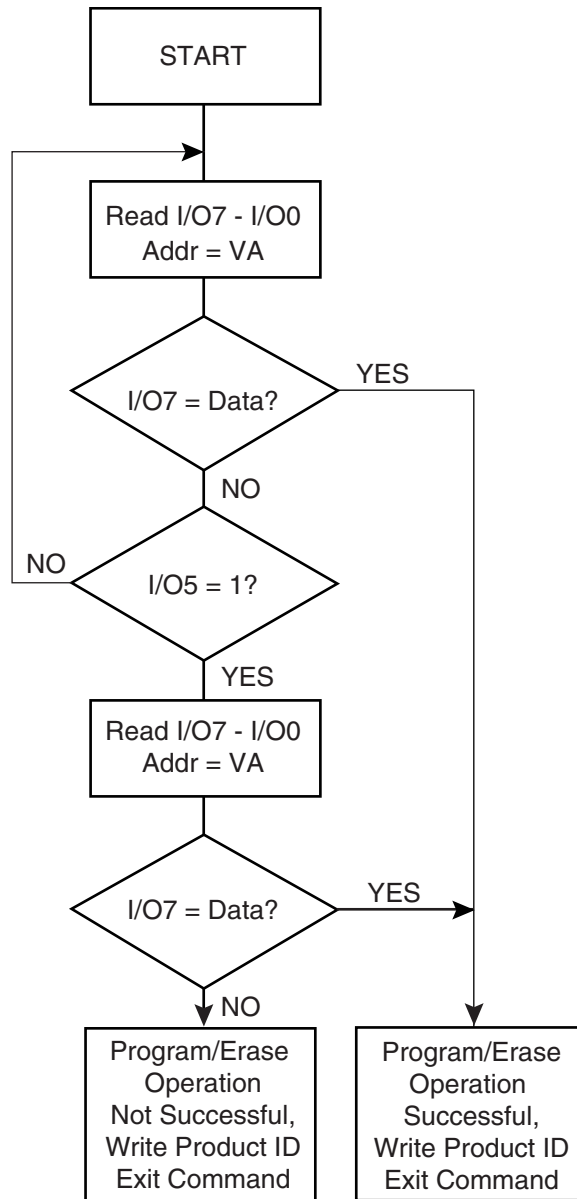 START
Read I/O7 - I/O0
Addr = VA
I/O7 = Data?
YES
NO
NO
I/O5 = 1?
YES
Read I/O7 - I/O0
Addr = VA
I/O7 = Data?
YES
NO
Program/Erase
Operation
Not Successful,
Write Product ID
Exit Command
Program/Erase
Operation
Successful,
Write Product ID
Exit Command